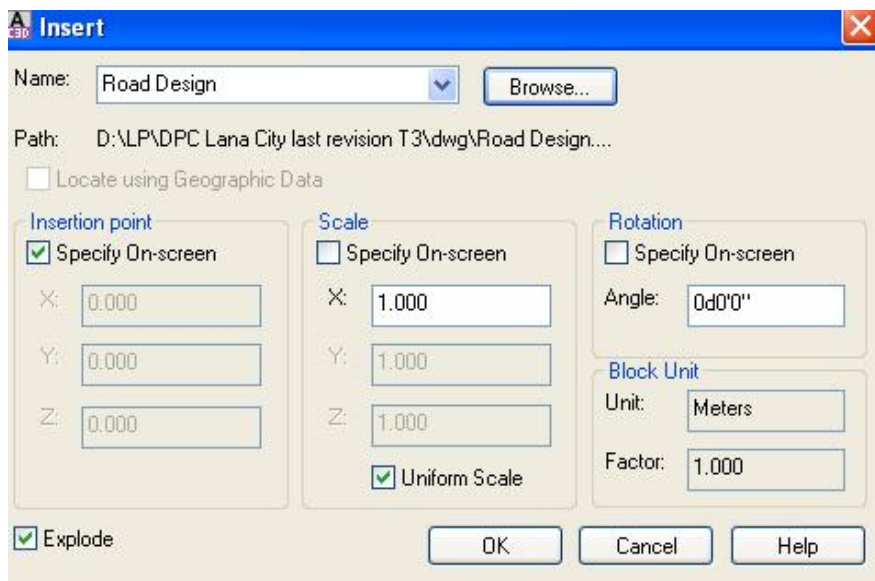 A
C3D
Insert
Name: Road Design Browse...
Path: D:\LP\DPC Lana City last revision T3\dwg\Road Design....
Locate using Geographic Data
Insertion point
Specify On-screen
X: 0.000
Y: 0.000
Z: 0.000
Scale
Specify On-screen
X: 1.000
Y: 1.000
Z: 1.000
Uniform Scale
Rotation
Specify On-screen
Angle: 0d0'0"
Block Unit
Unit: Meters
Factor: 1.000
Explode
OK Cancel Help